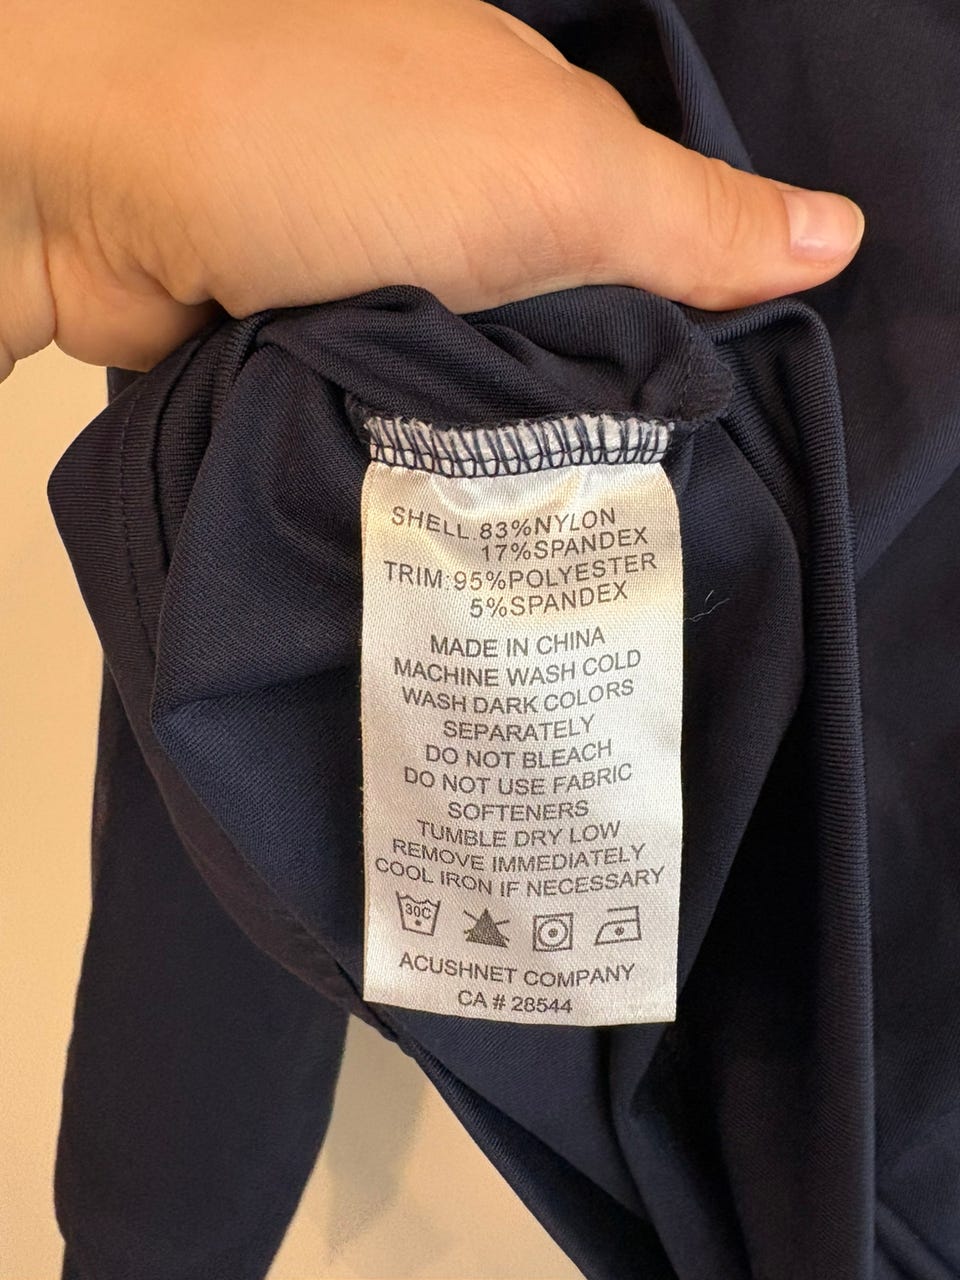 SHELL:83%NYLON
17%SPANDEX
TRIM:95%POLYESTER
5%SPANDEX
MADE IN CHINA
MACHINE WASH COLD
WASH DARK COLORS
SEPARATELY
DO NOT BLEACH
DO NOT USE FABRIC
SOFTENERS
TUMBLE DRY LOW
REMOVE IMMEDIATELY
COOL IRON IF NECESSARY
30C
ACUSHNET COMPANY
CA # 28544